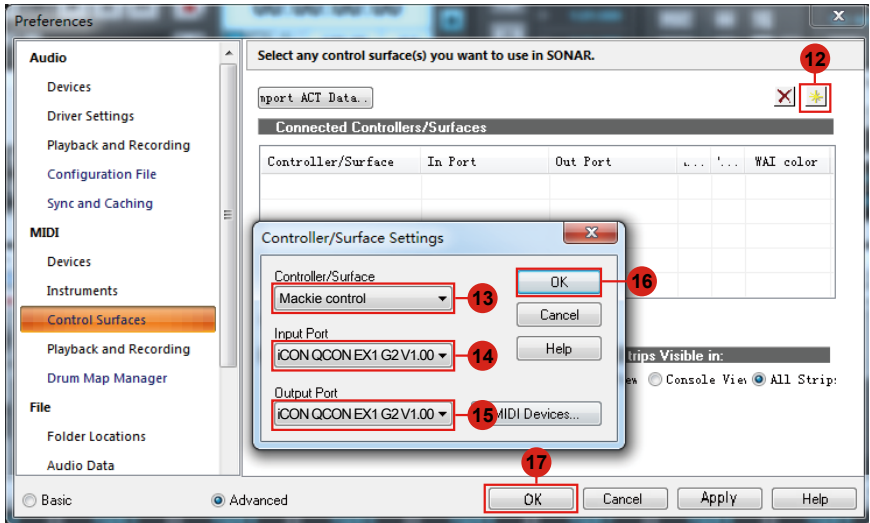 Preferences
x
Audio
Devices
Driver Settings
Playback and Recording
Configuration File
Sync and Caching
MIDI
Devices
Instruments
Control Surfaces
Playback and Recording
Drum Map Manager
File
Folder Locations
Audio Data
Basic
Advanced
Select any control surface(s) you want to use in SONAR.
12
mport ACT Data..
Connected Controllers/Surfaces
Controller/Surface In Port Out Port ... '... WAI color
Controller/Surface Settings
x
Controller/Surface
Mackie control
13
Input Port
iCON QCON EX1 G2 V1.00
14
Output Port
iCON QCON EX1 G2 V1.00
15
OK
16
Cancel
Help
MIDI Devices...
trips Visible in:
Console Viev All Strip:
17
OK Cancel Apply Help